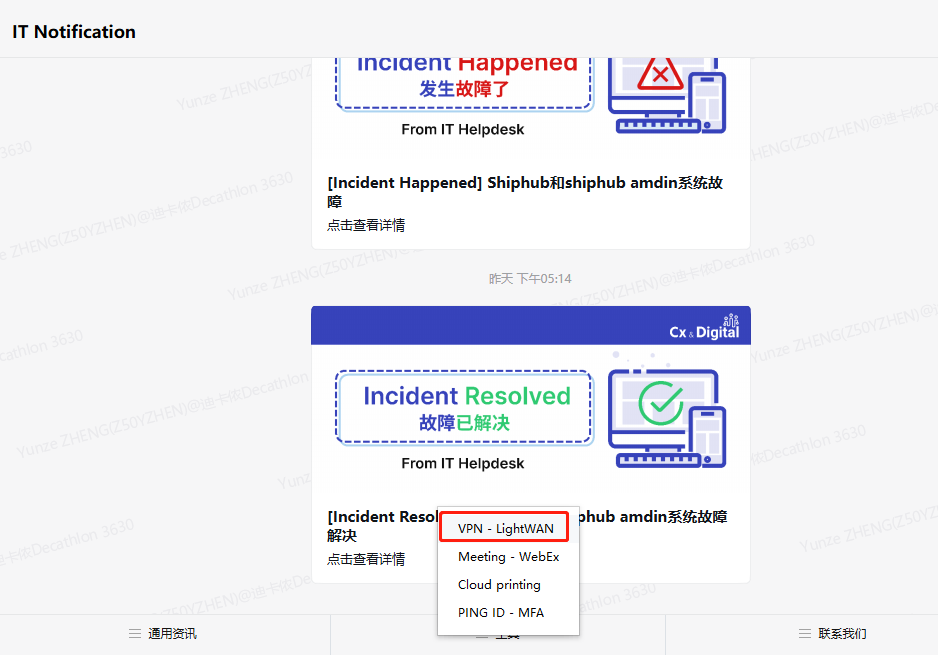 IT Notification
Incident Happened
发生故障了
From IT Helpdesk
[Incident Happened] Shiphub和shiphub amdin系统故
障
点击查看详情
昨天 下午05:14
Cx & Digital
Incident Resolved
故障已解决
From IT Helpdesk
[Incident Resol
phub amdin系统故障
解决
点击查看详情
VPN - LightWAN
Meeting - WebEx
Cloud printing
PING ID - MFA
通用资讯
工具
联系我们
Yunze ZHENG(Z50YZHEN)@迪卡侬Decathlon 3630